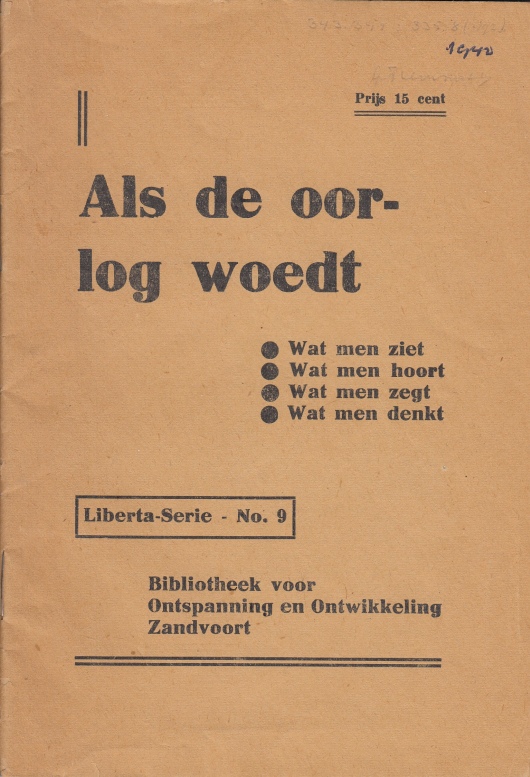 1940
Prijs 15 cent
Als de oor-
log woedt
● Wat men ziet
● Wat men hoort
● Wat men zegt
● Wat men denkt
Liberta-Serie - No. 9
Bibliotheek voor
Ontspanning en Ontwikkeling
Zandvoort